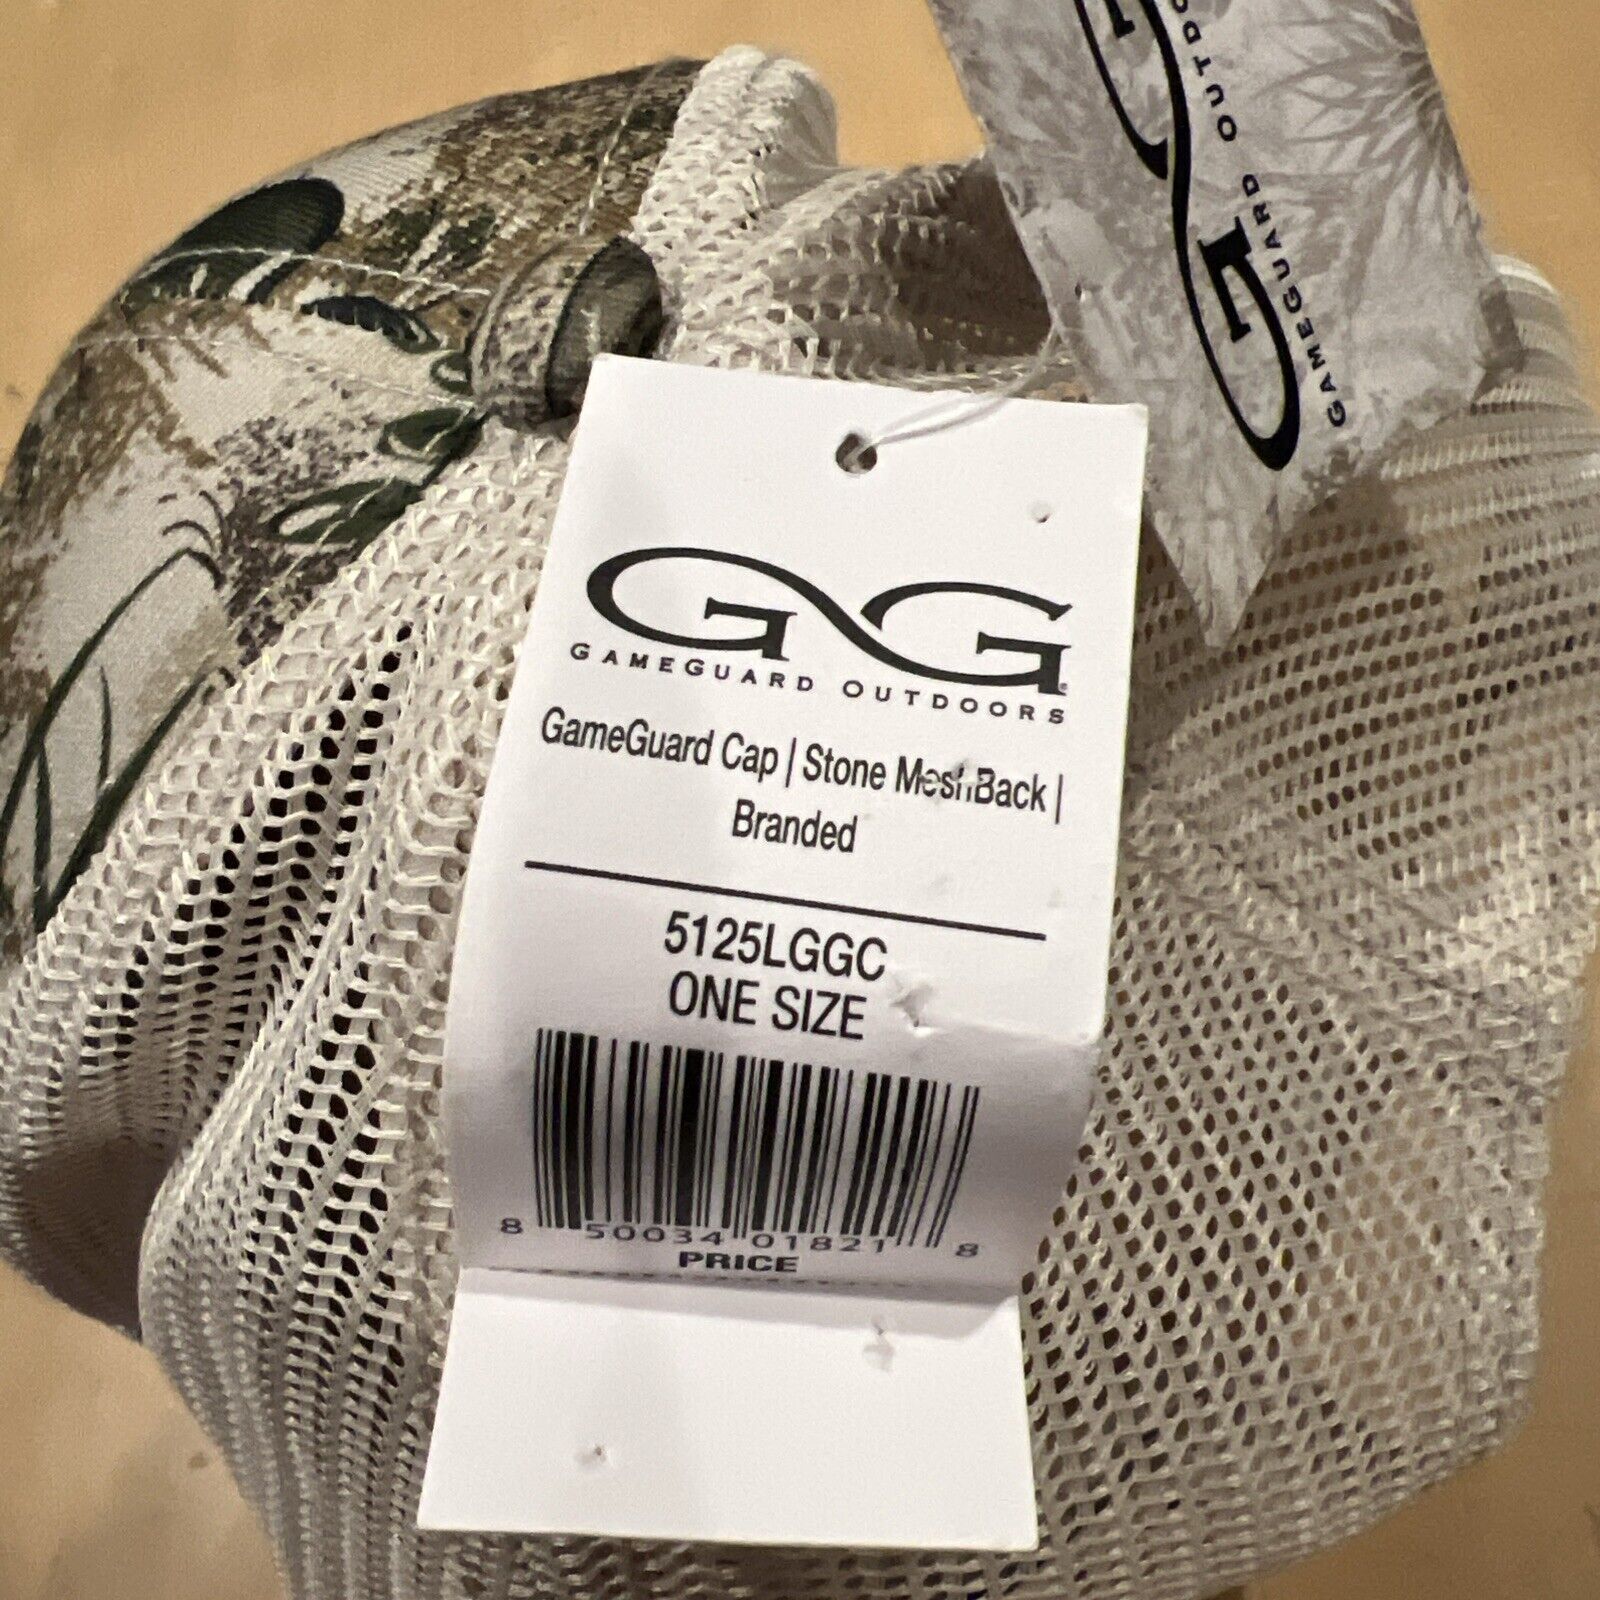 GG
GAMEGUARD OUTDOORS
GameGuard Cap | Stone MeshBack |
Branded
5125LGGC
ONE SIZE
8 50034 01821 8
PRICE
G
GAMEGUARD OUTDO